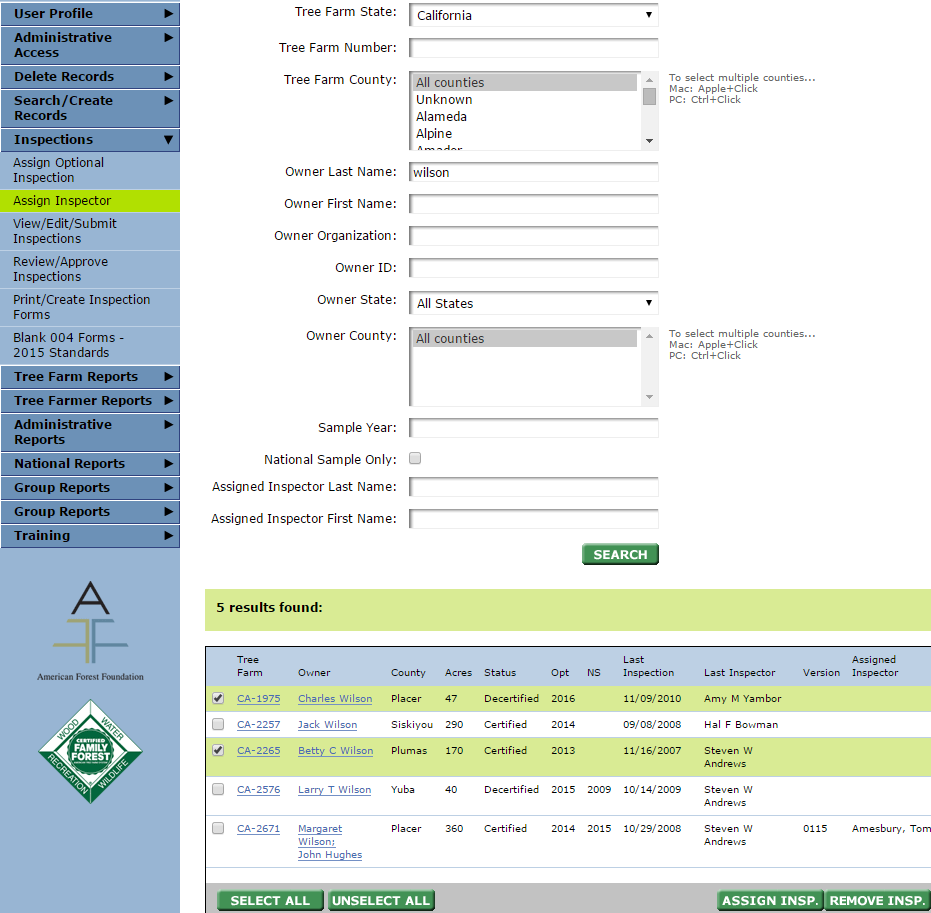 User Profile
Administrative
Access
Delete Records
Search/Create
Records
Inspections
Assign Optional
Inspection
Assign Inspector
View/Edit/Submit
Inspections
Review/Approve
Inspections
Print/Create Inspection
Forms
Blank 004 Forms -
2015 Standards
Tree Farm Reports
Tree Farmer Reports
Administrative
Reports
National Reports
Group Reports
Group Reports
Training
American Forest Foundation
WOOD
WATER
RECREATION
WILDLIFE
CERTIFIED
FAMILY
FOREST
Tree Farm State: California
Tree Farm Number:
Tree Farm County: All counties
Unknown
Alameda
Alpine
Amador
To select multiple counties...
Mac: Apple+Click
PC: Ctrl+Click
Owner Last Name: wilson
Owner First Name:
Owner Organization:
Owner ID:
Owner State: All States
Owner County: All counties
To select multiple counties...
Mac: Apple+Click
PC: Ctrl+Click
Sample Year:
National Sample Only:
Assigned Inspector Last Name:
Assigned Inspector First Name:
SEARCH
5 results found:
Tree Farm Owner County Acres Status Opt NS Last Inspection Last Inspector Version Assigned Inspector
CA-1975 Charles Wilson Placer 47 Decertified 2016 11/09/2010 Amy M Yambor
CA-2257 Jack Wilson Siskiyou 290 Certified 2014 09/08/2008 Hal F Bowman
CA-2265 Betty C Wilson Plumas 170 Certified 2013 11/16/2007 Steven W Andrews
CA-2576 Larry T Wilson Yuba 40 Decertified 2015 2009 10/14/2009 Steven W Andrews
CA-2671 Margaret Wilson; John Hughes Placer 360 Certified 2014 2015 10/29/2008 Steven W Andrews 0115 Amesbury, Tom
SELECT ALL UNSELECT ALL ASSIGN INSP. REMOVE INSP.